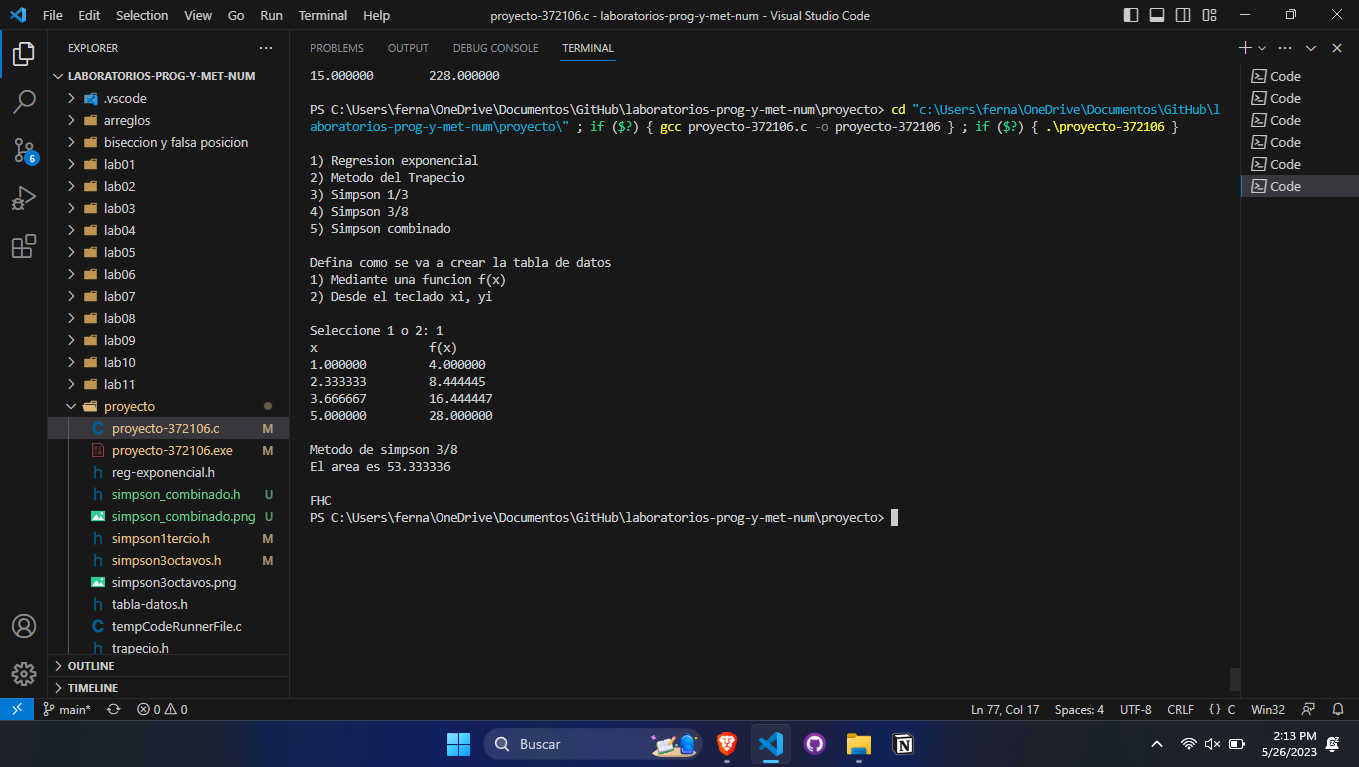 File Edit Selection View Go Run Terminal Help
proyecto-372106.c - laboratorios-prog-y-met-num - Visual Studio Code
EXPLORER
LABORATORIOS-PROG-Y-MET-NUM
.vscode
arreglos
biseccion y falsa posicion
lab01
lab02
lab03
lab04
lab05
lab06
lab07
lab08
lab09
lab10
lab11
proyecto
proyecto-372106.c M
proyecto-372106.exe M
reg-exponencial.h
simpson_combinado.h U
simpson_combinado.png U
simpson1tercio.h M
simpson3octavos.h M
simpson3octavos.png
tabla-datos.h
tempCodeRunnerFile.c
trapecio.h
OUTLINE
TIMELINE
6
PROBLEMS OUTPUT DEBUG CONSOLE TERMINAL
15.000000 228.000000
PS C:\Users\ferna\OneDrive\Documentos\GitHub\laboratorios-prog-y-met-num\proyecto> cd "c:\Users\ferna\OneDrive\Documentos\GitHub\l
aboratorios-prog-y-met-num\proyecto\" ; if ($?) { gcc proyecto-372106.c -o proyecto-372106 } ; if ($?) { .\proyecto-372106 }
1) Regresion exponencial
2) Metodo del Trapecio
3) Simpson 1/3
4) Simpson 3/8
5) Simpson combinado
Defina como se va a crear la tabla de datos
1) Mediante una funcion f(x)
2) Desde el teclado xi, yi
Seleccione 1 o 2: 1
x f(x)
1.000000 4.000000
2.333333 8.444445
3.666667 16.444447
5.000000 28.000000
Metodo de simpson 3/8
El area es 53.333336
FHC
PS C:\Users\ferna\OneDrive\Documentos\GitHub\laboratorios-prog-y-met-num\proyecto>
Code
Code
Code
Code
Code
Code
main* 0 0
Ln 77, Col 17 Spaces: 4 UTF-8 CRLF {} C Win32
Buscar
2:13 PM
5/26/2023